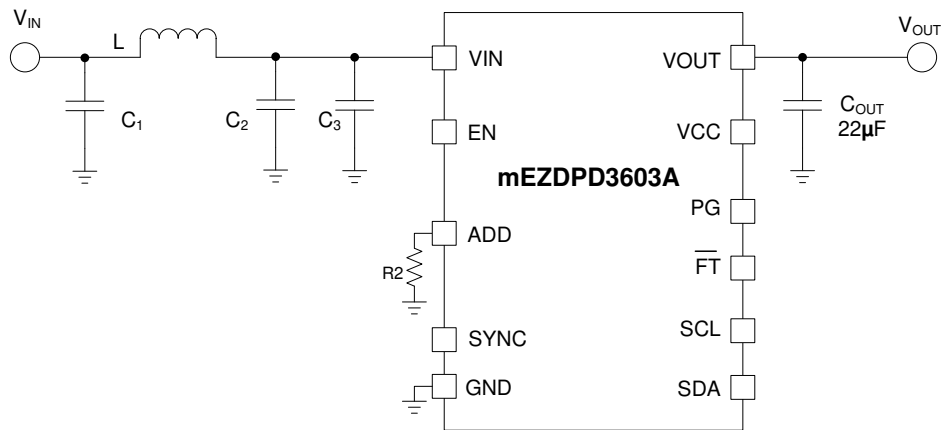 VIN
VOUT
L
C1
C2
C3
VIN
EN
ADD
R2
SYNC
GND
mEZDPD3603A
VOUT
VCC
PG
FT
SCL
SDA
COUT
22µF